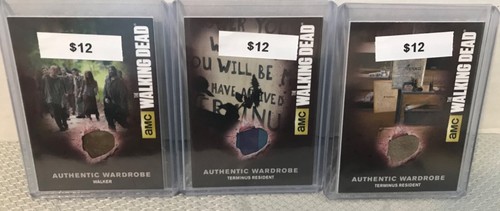 $12
THE WALKING DEAD
AMC
AUTHENTIC WARDROBE
WALKER
$12
YOU WILL BE
HAVE ARRIVED
THE WALKING DEAD
AMC
AUTHENTIC WARDROBE
TERMINUS RESIDENT
$12
THE WALKING DEAD
AMC
AUTHENTIC WARDROBE
TERMINUS RESIDENT